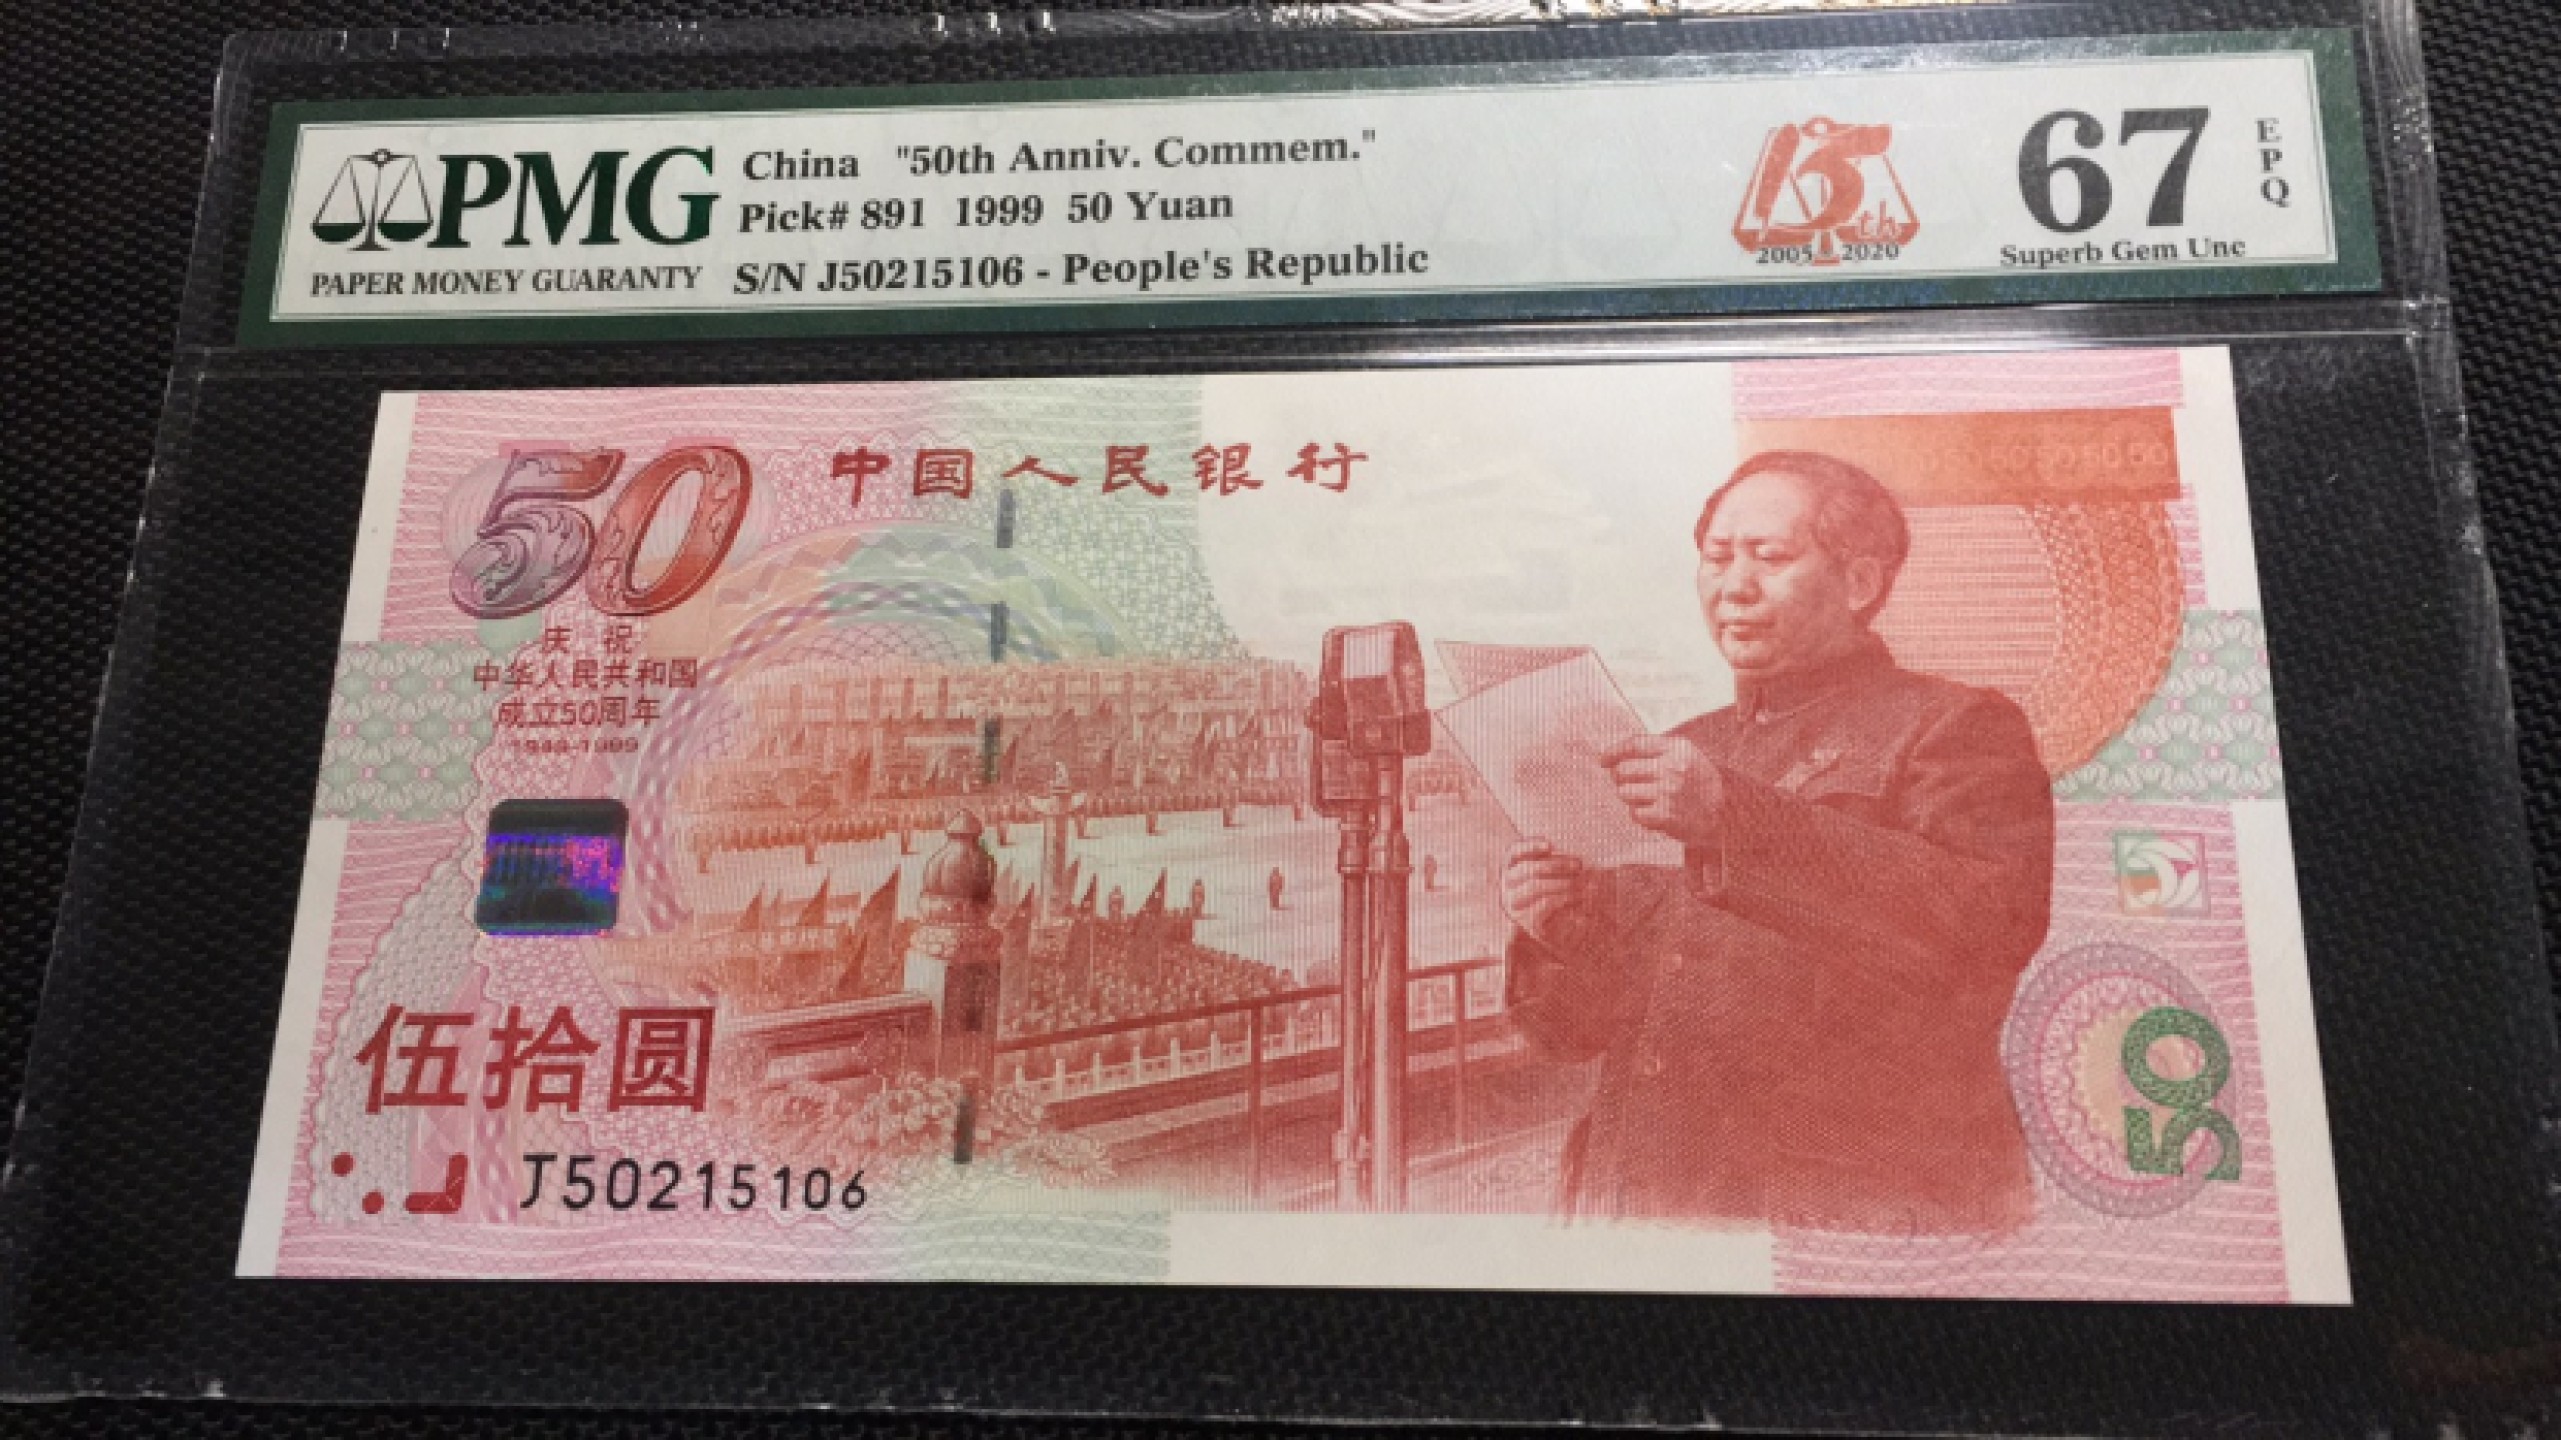 PMG
PAPER MONEY GUARANTY
China "50th Anniv. Commem."
Pick# 891 1999 50 Yuan
S/N J50215106 - People's Republic
15th
2005 2020
67
EPQ
Superb Gem Unc
50
中国人民银行
庆祝
中华人民共和国
成立50周年
1949-1999
伍拾圆
J50215106
50